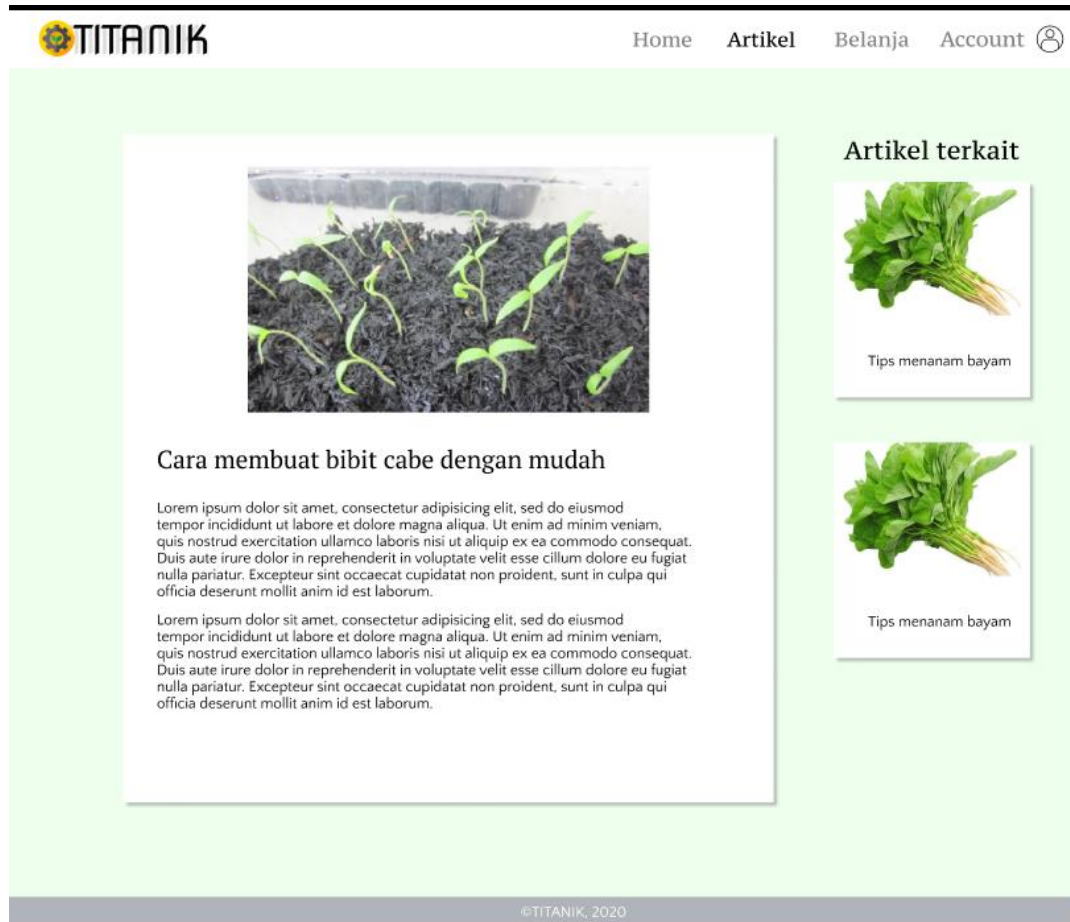 TITANIK
Home Artikel Belanja Account
Cara membuat bibit cabe dengan mudah
Lorem ipsum dolor sit amet, consectetur adipisicing elit, sed do eiusmod
tempor incididunt ut labore et dolore magna aliqua. Ut enim ad minim veniam,
quis nostrud exercitation ullamco laboris nisi ut aliquip ex ea commodo consequat.
Duis aute irure dolor in reprehenderit in voluptate velit esse cillum dolore eu fugiat
nulla pariatur. Excepteur sint occaecat cupidatat non proident, sunt in culpa qui
officia deserunt mollit anim id est laborum.
Lorem ipsum dolor sit amet, consectetur adipisicing elit, sed do eiusmod
tempor incididunt ut labore et dolore magna aliqua. Ut enim ad minim veniam,
quis nostrud exercitation ullamco laboris nisi ut aliquip ex ea commodo consequat.
Duis aute irure dolor in reprehenderit in voluptate velit esse cillum dolore eu fugiat
nulla pariatur. Excepteur sint occaecat cupidatat non proident, sunt in culpa qui
officia deserunt mollit anim id est laborum.
Artikel terkait
Tips menanam bayam
Tips menanam bayam
©TITANIK, 2020